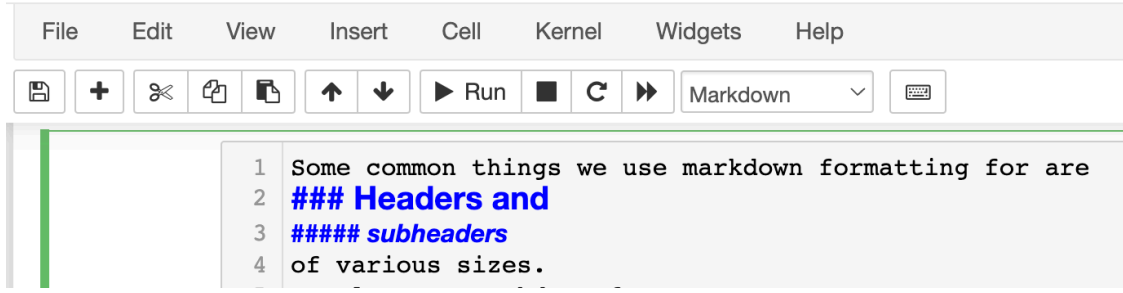 File Edit View Insert Cell Kernel Widgets Help
Run Markdown
1 Some common things we use markdown formatting for are
2 ### Headers and
3 ##### subheaders
4 of various sizes.